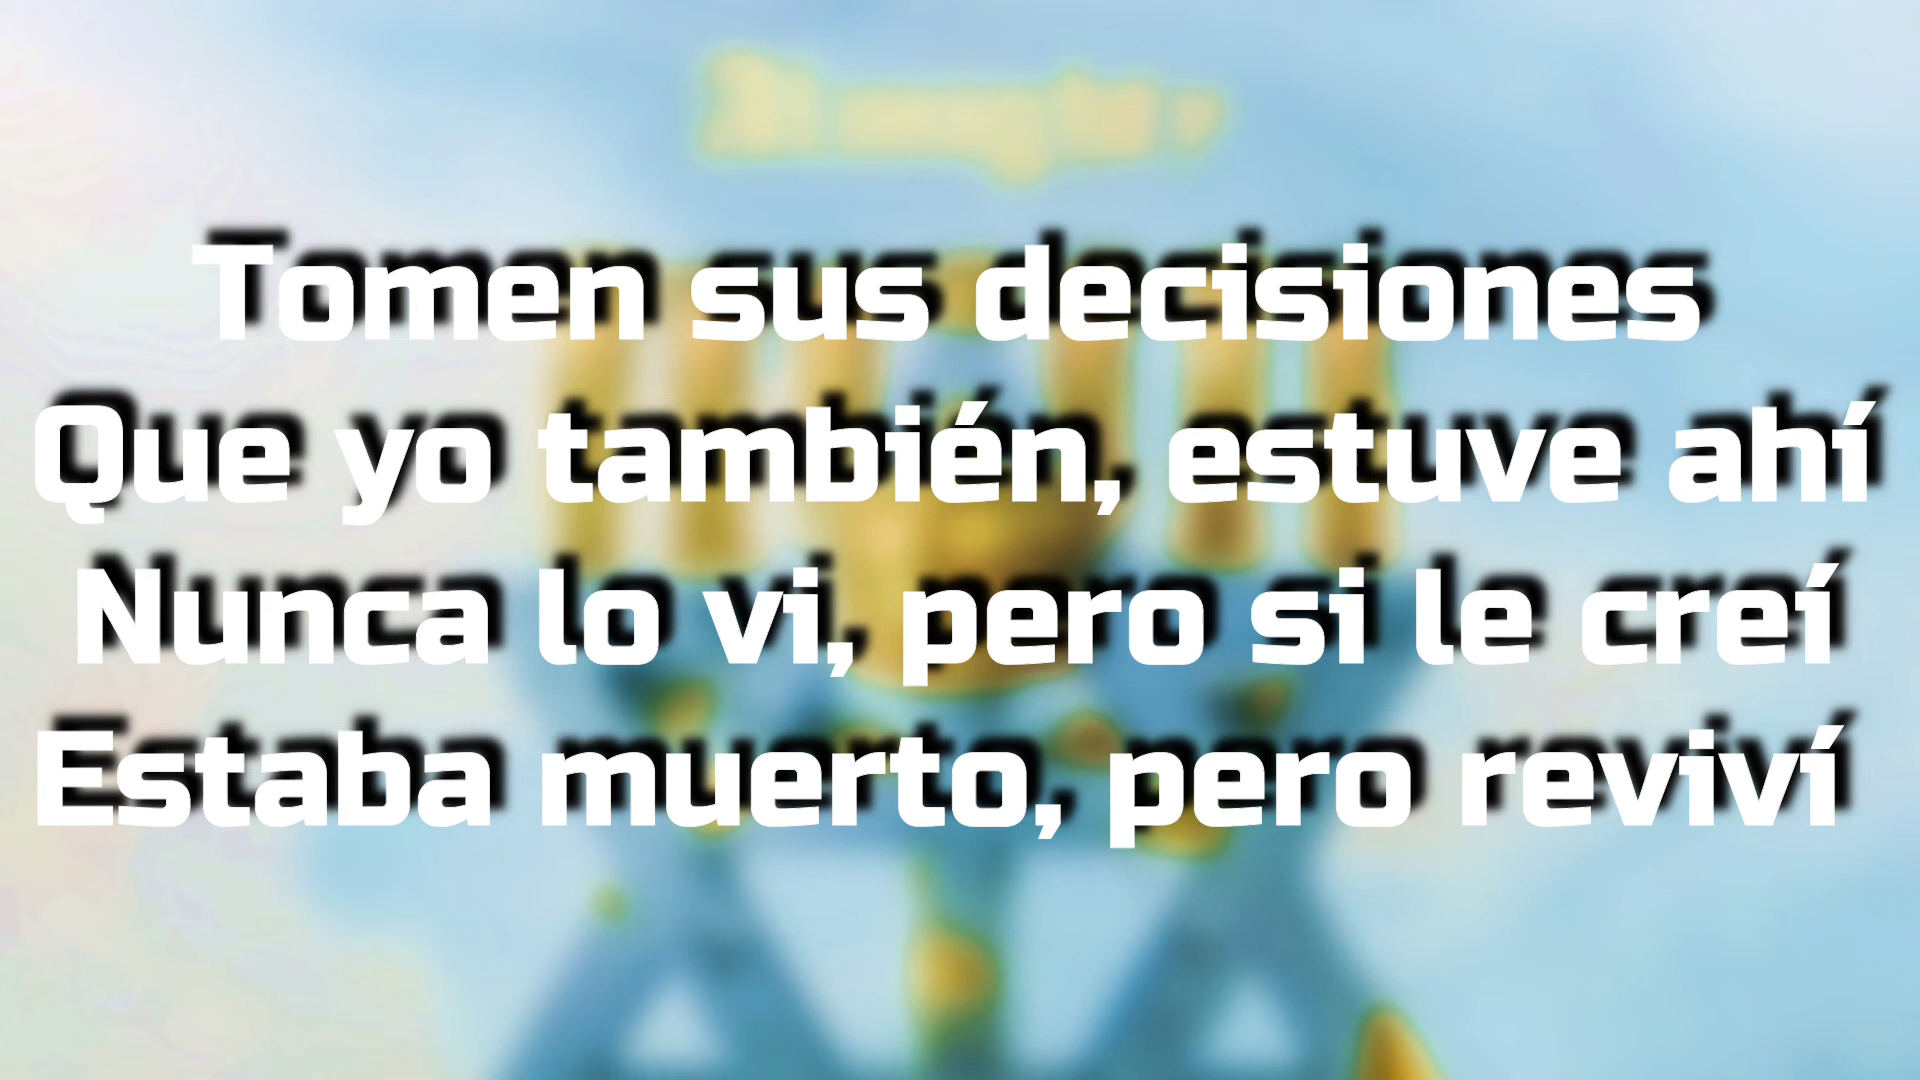 Tomen sus decisiones
Que yo también, estuve ahí
Nunca lo vi, pero si le creí
Estaba muerto, pero reviví